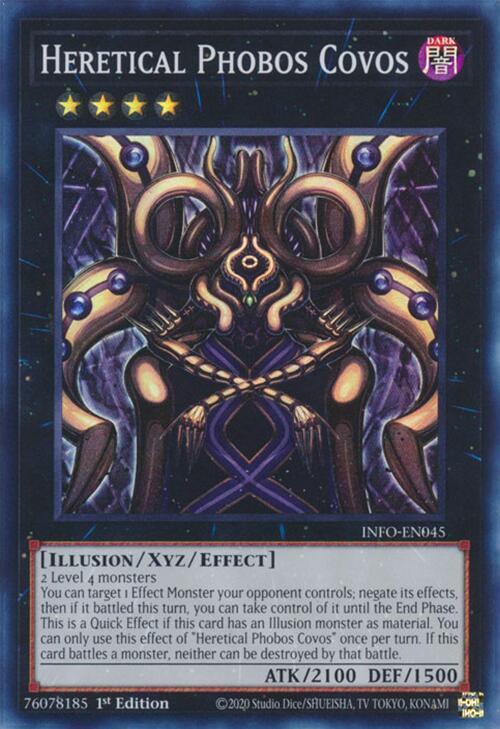 HERETICAL PHOBOS COVOS
DARK
闇
INFO-EN045
[ILLUSION/XYZ/EFFECT]
2 Level 4 monsters
You can target 1 Effect Monster your opponent controls; negate its effects,
then if it battled this turn, you can take control of it until the End Phase.
This is a Quick Effect if this card has an Illusion monster as material. You
can only use this effect of "Heretical Phobos Covos" once per turn. If this
card battles a monster, neither can be destroyed by that battle.
ATK/2100 DEF/1500
76078185 1st Edition ©2020 Studio Dice/SHUEISHA, TV TOKYO, KONAMI